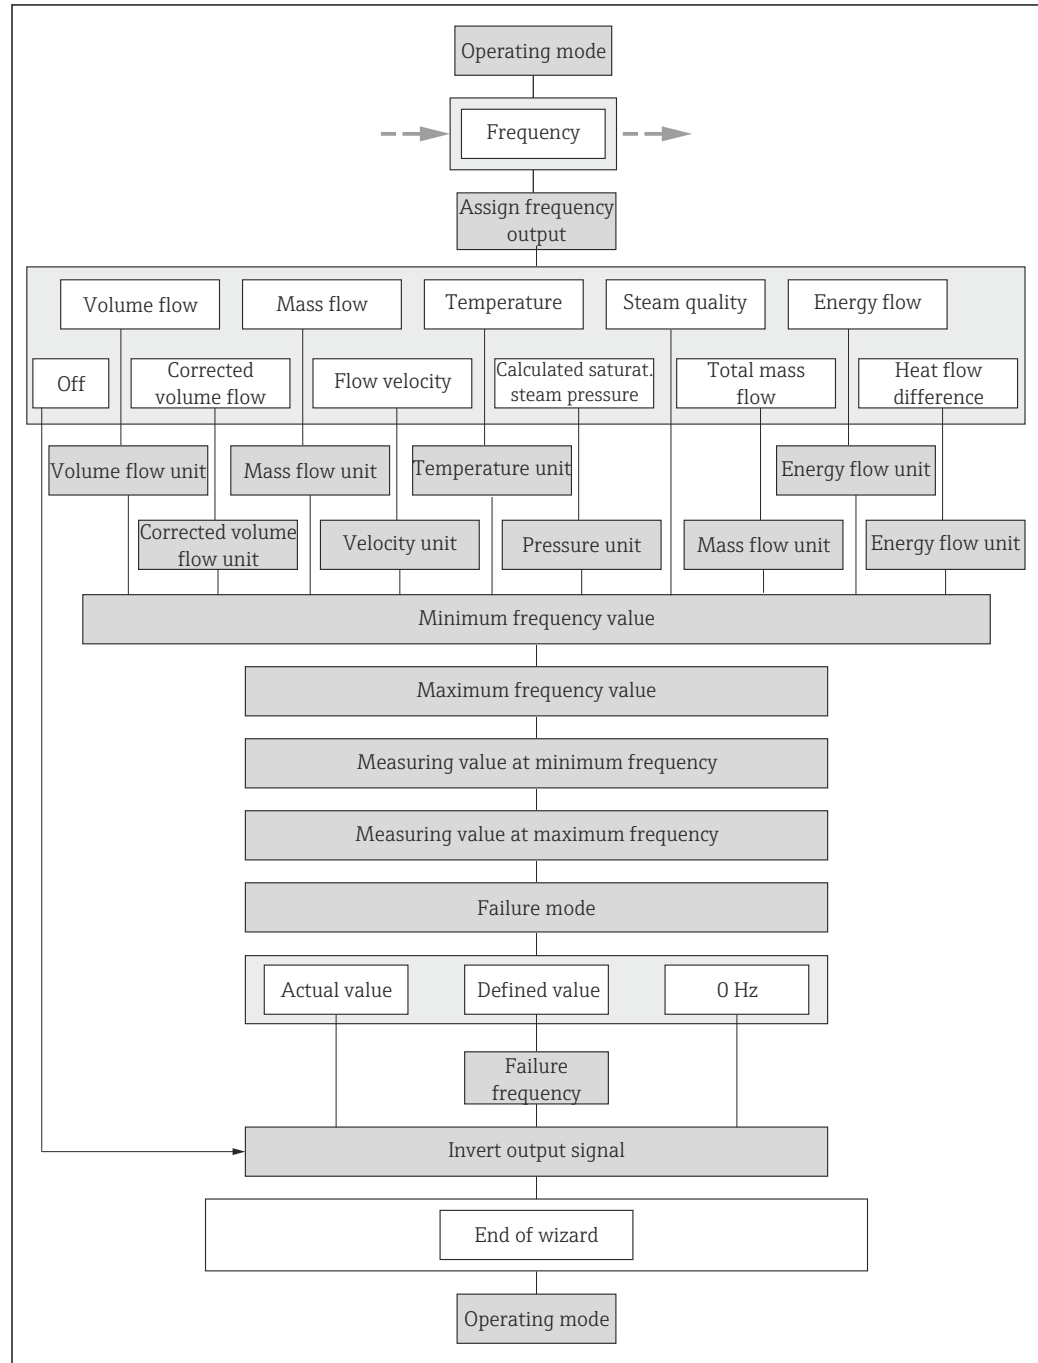 Operating mode
Frequency
Assign frequency
output
Volume flow
Mass flow
Temperature
Steam quality
Energy flow
Off
Corrected
volume flow
Flow velocity
Calculated saturat.
steam pressure
Total mass
flow
Heat flow
difference
Volume flow unit
Mass flow unit
Temperature unit
Energy flow unit
Corrected volume
flow unit
Velocity unit
Pressure unit
Mass flow unit
Energy flow unit
Minimum frequency value
Maximum frequency value
Measuring value at minimum frequency
Measuring value at maximum frequency
Failure mode
Actual value
Defined value
0 Hz
Failure
frequency
Invert output signal
End of wizard
Operating mode